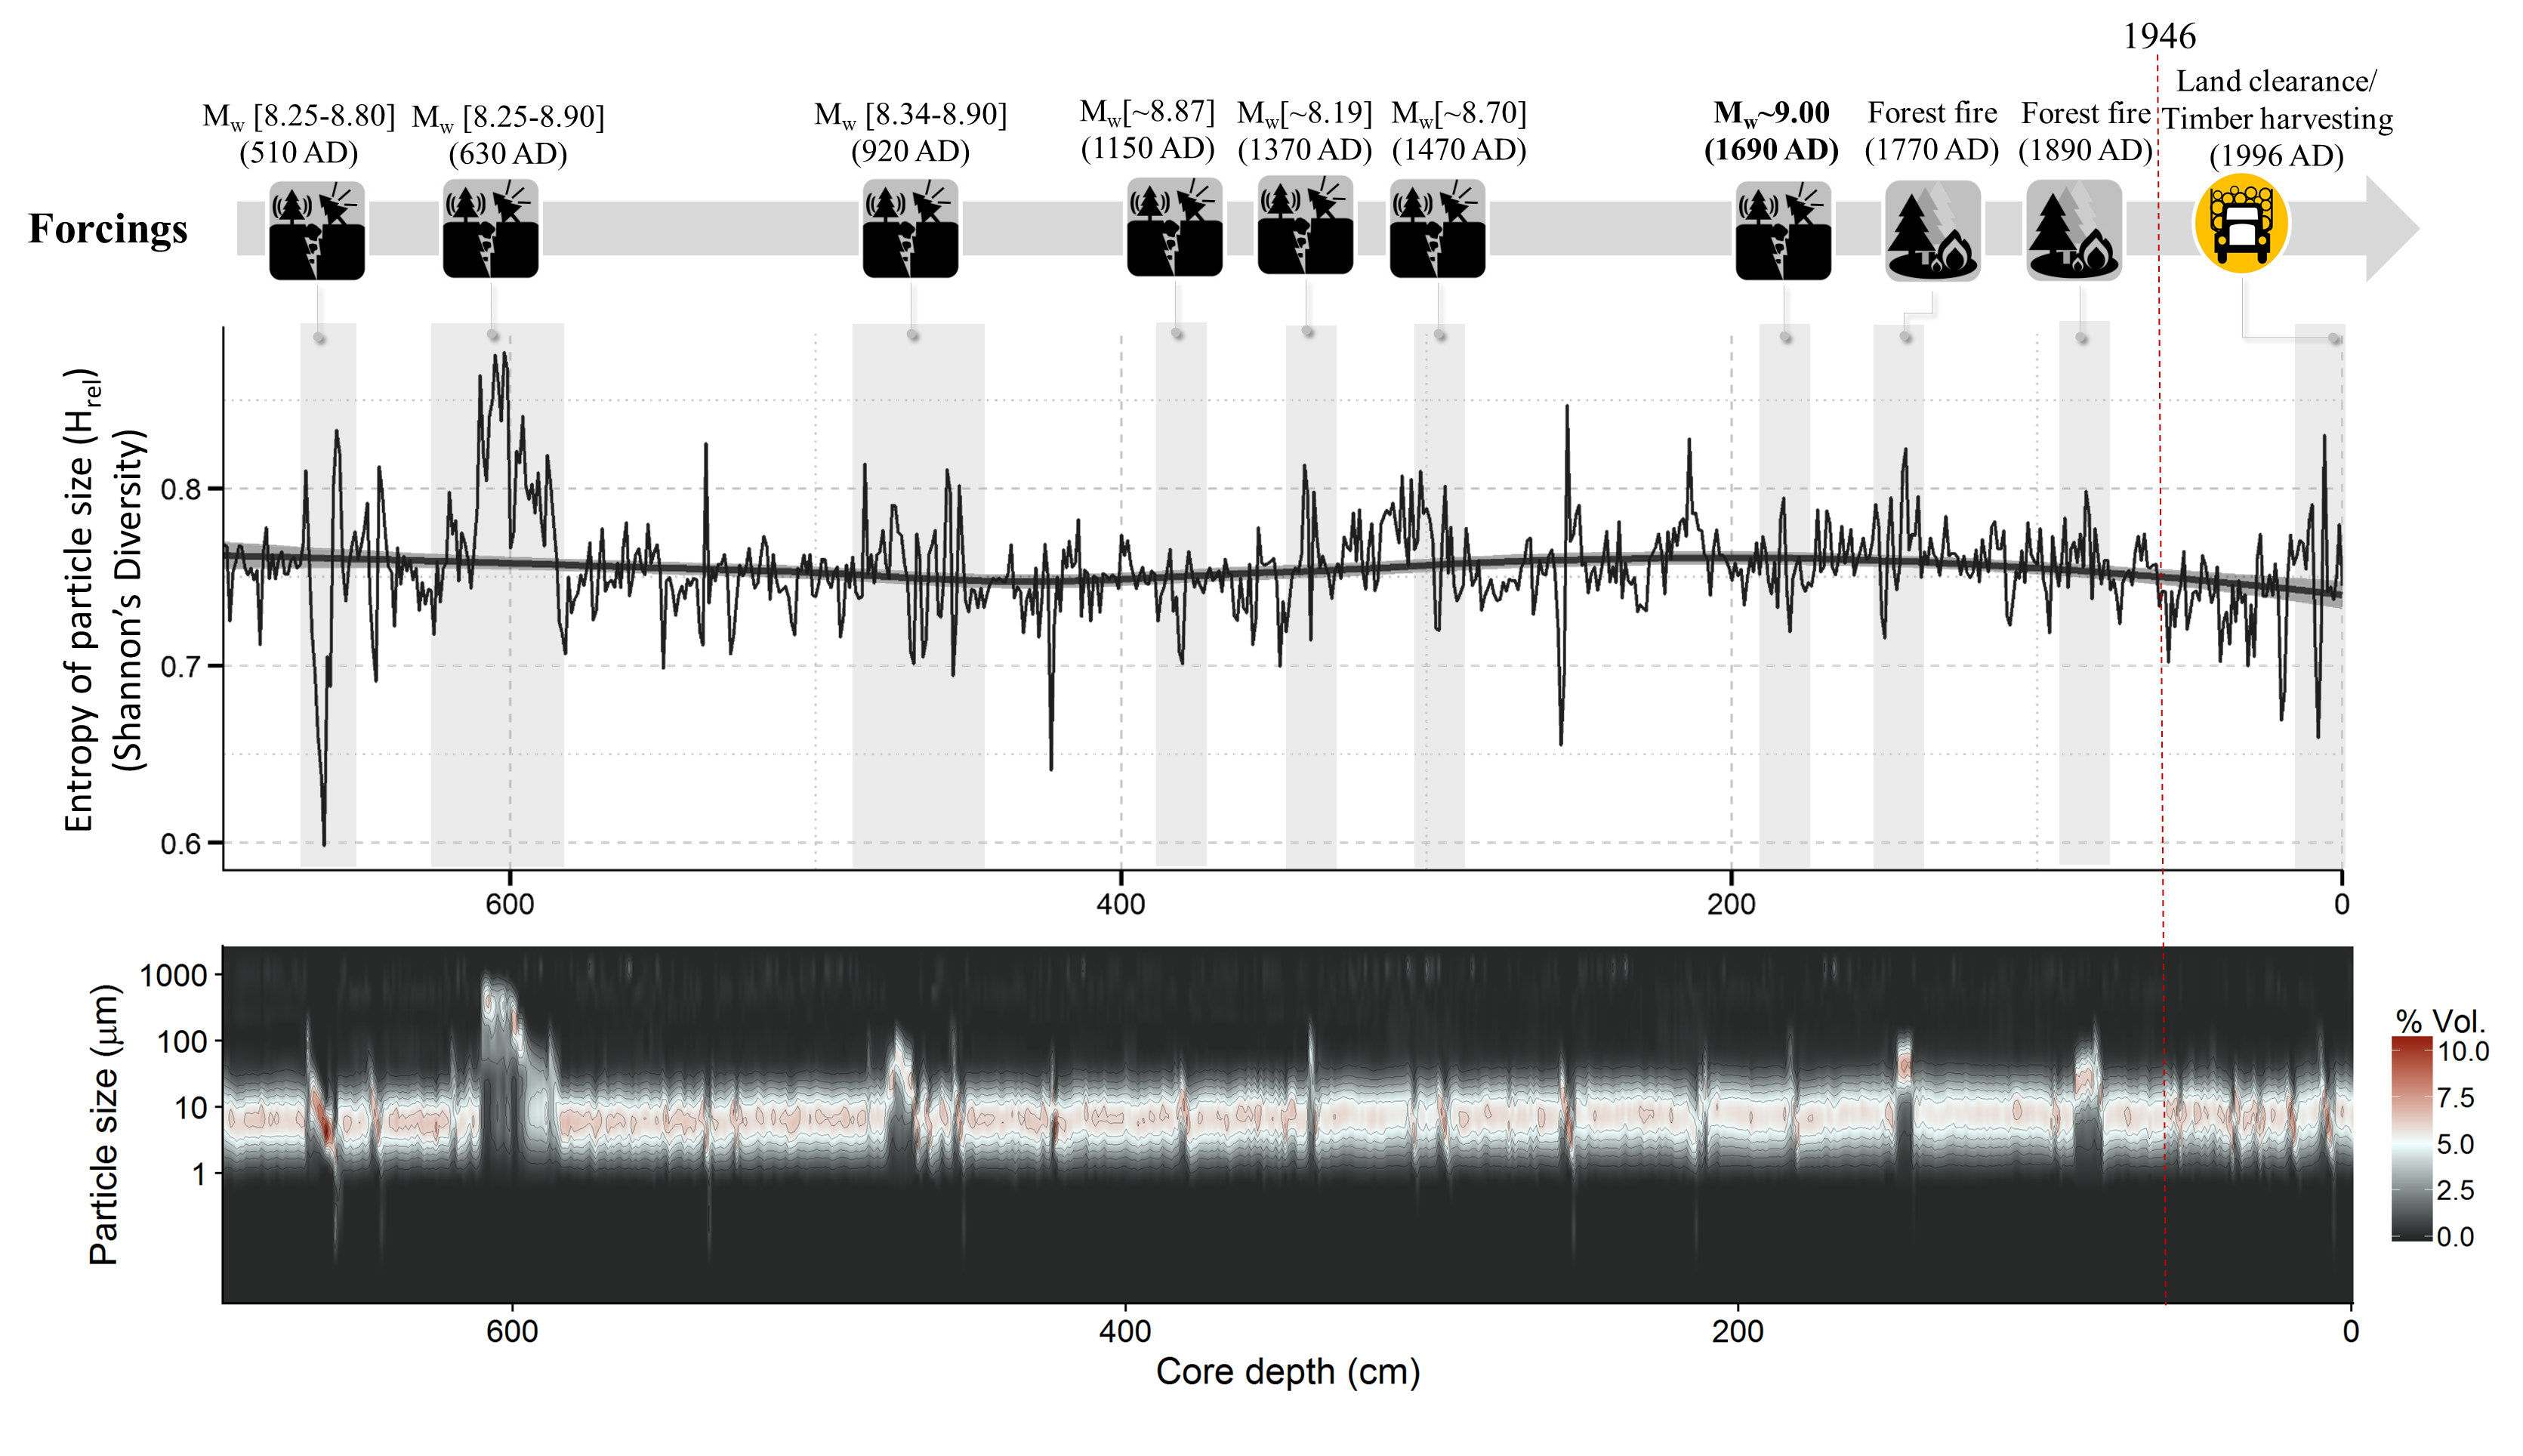 1946
Mw [8.25-8.80]
(510 AD)
Mw [8.25-8.90]
(630 AD)
Mw [8.34-8.90]
(920 AD)
Mw[~8.87]
(1150 AD)
Mw[~8.19]
(1370 AD)
Mw[~8.70]
(1470 AD)
Mw~9.00
(1690 AD)
Forest fire
(1770 AD)
Forest fire
(1890 AD)
Land clearance/
Timber harvesting
(1996 AD)
Forcings
Entropy of particle size (Hrel)
(Shannon’s Diversity)
0.8
0.7
0.6
600
400
200
0
Particle size (μm)
1000
100
10
1
600
400
200
0
Core depth (cm)
% Vol.
10.0
7.5
5.0
2.5
0.0